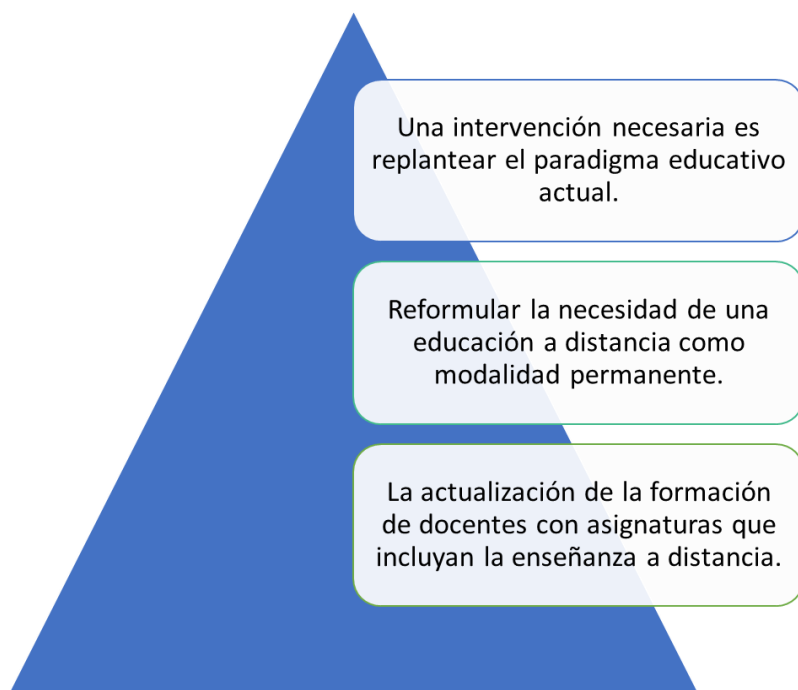 Una intervención necesaria es
replantear el paradigma educativo
actual.
Reformular la necesidad de una
educación a distancia como
modalidad permanente.
La actualización de la formación
de docentes con asignaturas que
incluyan la enseñanza a distancia.